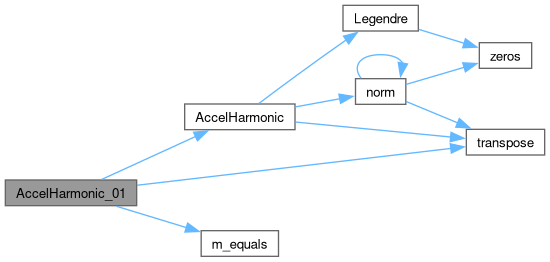 Legendre
zeros
norm
AccelHarmonic
transpose
AccelHarmonic_01
m_equals